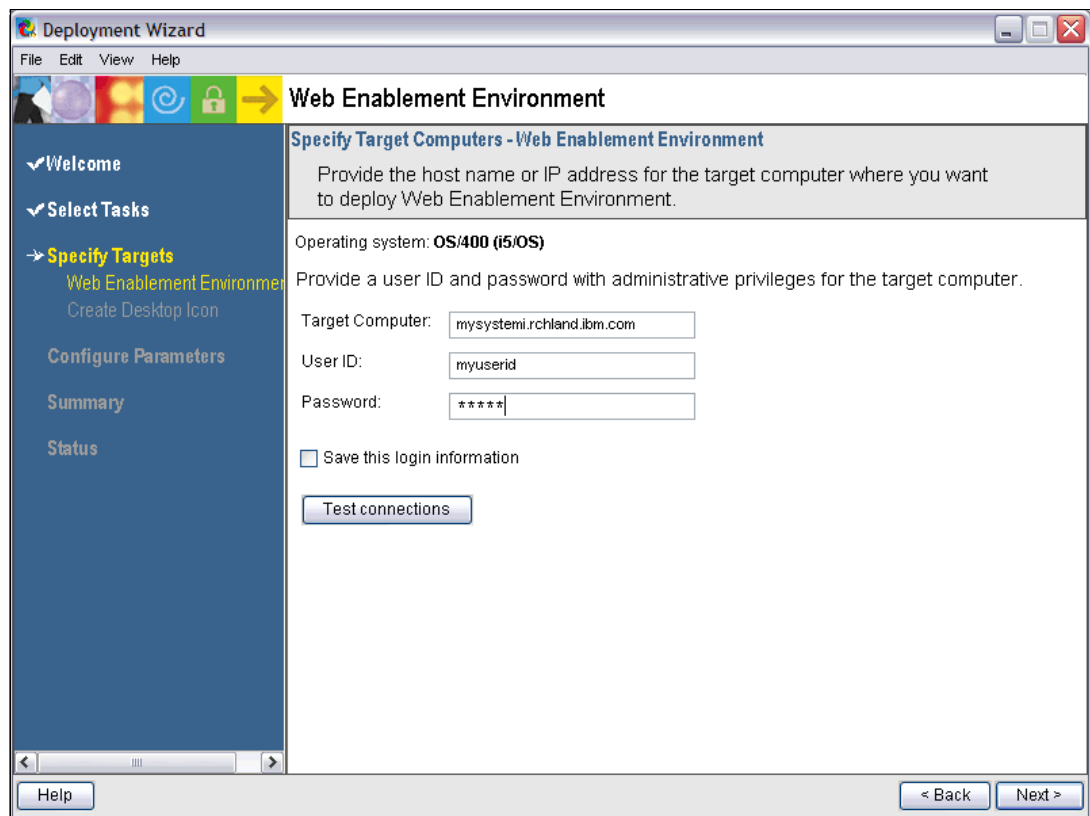 Deployment Wizard
File Edit View Help
Web Enablement Environment
Welcome
Select Tasks
Specify Targets
Web Enablement Environmen
Create Desktop Icon
Configure Parameters
Summary
Status
Specify Target Computers - Web Enablement Environment
Provide the host name or IP address for the target computer where you want
to deploy Web Enablement Environment.
Operating system: OS/400 (i5/OS)
Provide a user ID and password with administrative privileges for the target computer.
Target Computer: mysystemi.rchland.ibm.com
User ID: myuserid
Password: *****
Save this login information
Test connections
Help
< Back
Next >